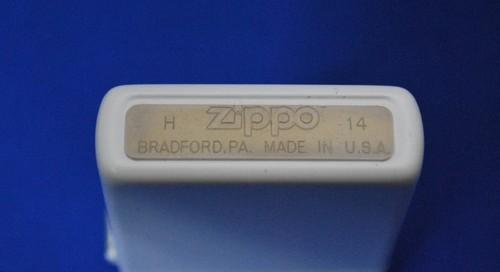 H zippo 14
BRADFORD, PA. MADE IN U.S.A.